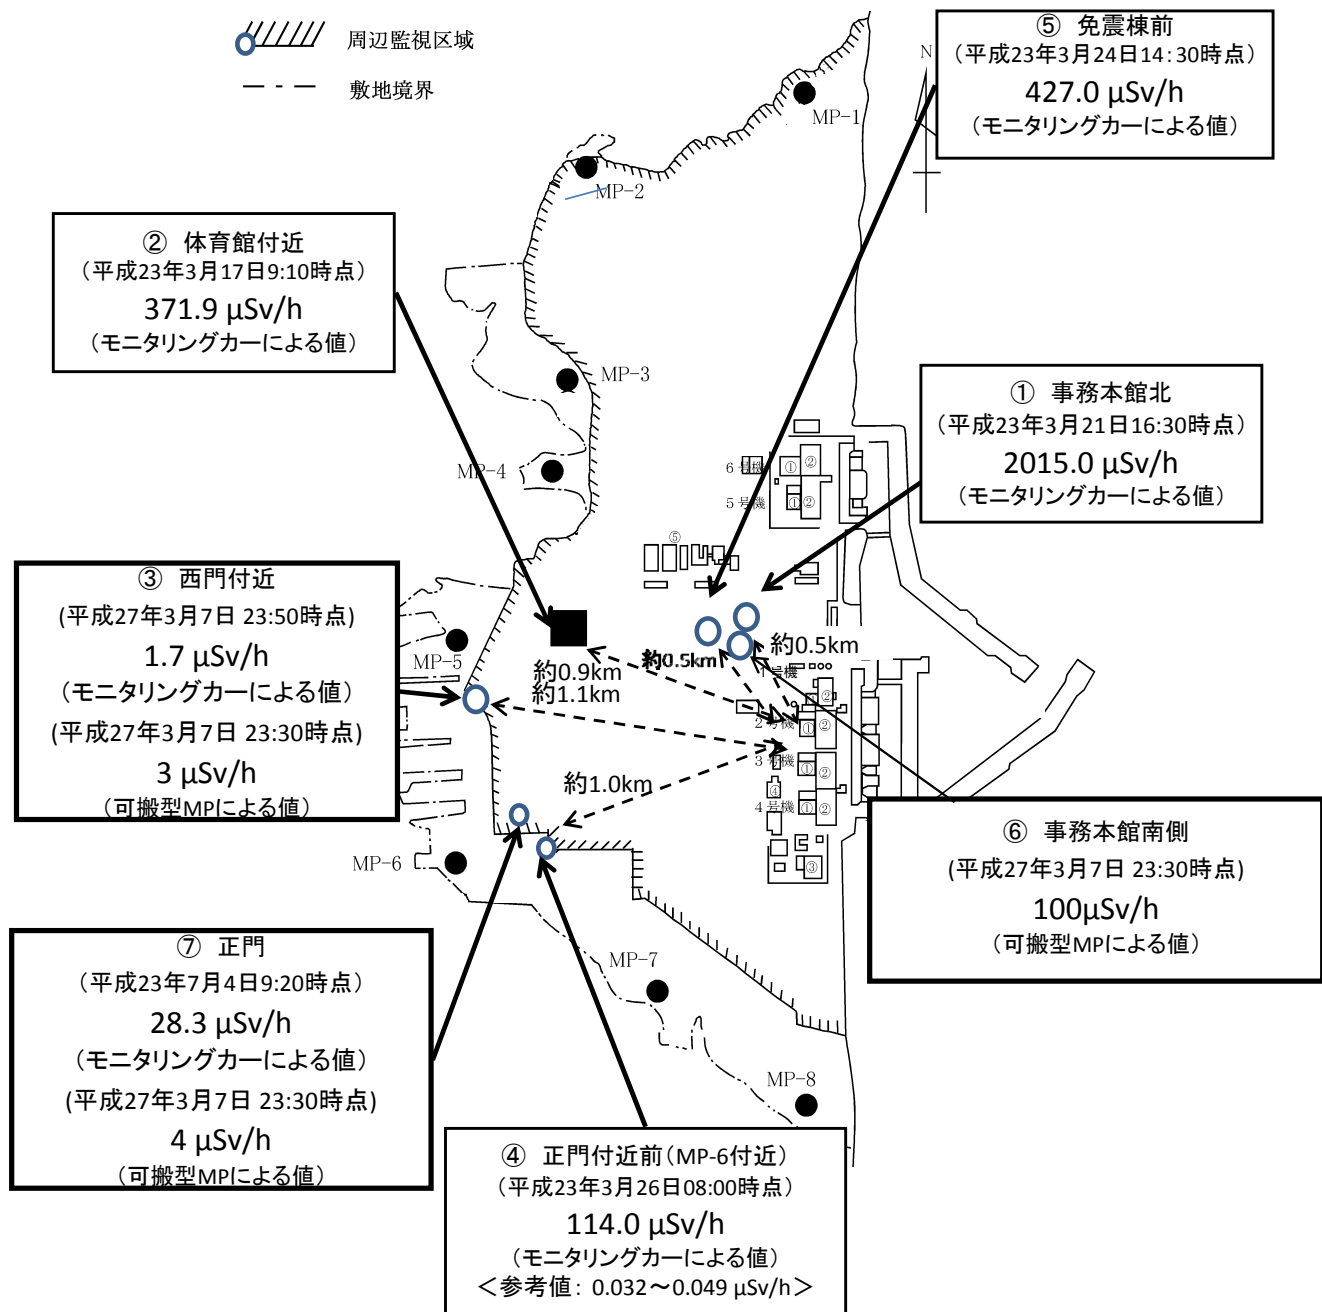 周辺監視区域
敷地境界
⑤ 免震棟前
（平成23年3月24日14:30時点）
427.0 µSv/h
（モニタリングカーによる値）
N
MP-1
MP-2
② 体育館付近
（平成23年3月17日9:10時点）
371.9 µSv/h
（モニタリングカーによる値）
MP-3
MP-4
① 事務本館北
（平成23年3月21日16:30時点）
2015.0 µSv/h
（モニタリングカーによる値）
6号機
① ②
5号機
① ②
⑤
③ 西門付近
(平成27年3月7日 23:50時点)
1.7 µSv/h
（モニタリングカーによる値）
(平成27年3月7日 23:30時点)
3 µSv/h
（可搬型MPによる値）
MP-5
約0.9km
約1.1km
約0.5km
約0.5km
1号機
②
2号機
① ②
3号機
① ②
④
4号機
① ②
③
約1.0km
MP-6
⑥ 事務本館南側
(平成27年3月7日 23:30時点)
100µSv/h
（可搬型MPによる値）
⑦ 正門
（平成23年7月4日9:20時点）
28.3 µSv/h
（モニタリングカーによる値）
(平成27年3月7日 23:30時点)
4 µSv/h
（可搬型MPによる値）
MP-7
MP-8
④ 正門付近前（MP-6付近）
（平成23年3月26日08:00時点）
114.0 µSv/h
（モニタリングカーによる値）
＜参考値: 0.032～0.049 µSv/h＞